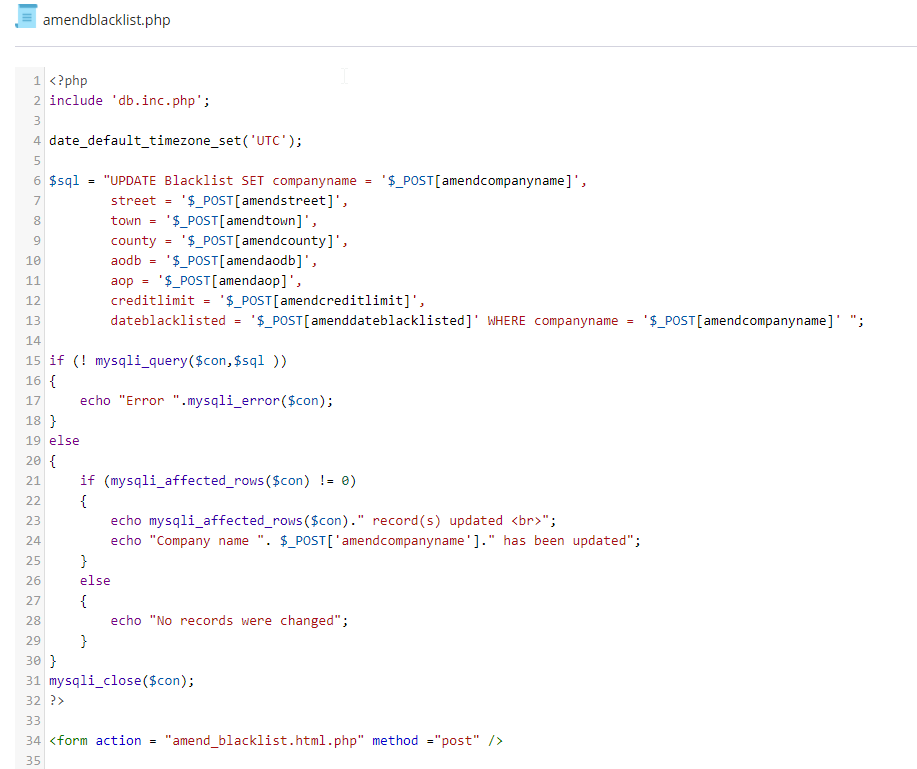 amendblacklist.php
1 <?php
2 include 'db.inc.php';
3
4 date_default_timezone_set('UTC');
5
6 $sql = "UPDATE Blacklist SET companyname = '$_POST[amendcompanyname]',
7         street = '$_POST[amendstreet]',
8         town = '$_POST[amendtown]',
9         county = '$_POST[amendcounty]',
10         aodb = '$_POST[amendaodb]',
11         aop = '$_POST[amendaop]',
12         creditlimit = '$_POST[amendcreditlimit]',
13         dateblacklisted = '$_POST[amenddateblacklisted]' WHERE companyname = '$_POST[amendcompanyname]' ";
14
15 if (! mysqli_query($con,$sql ))
16 {
17     echo "Error ".mysqli_error($con);
18 }
19 else
20 {
21     if (mysqli_affected_rows($con) != 0)
22     {
23         echo mysqli_affected_rows($con)." record(s) updated <br>";
24         echo "Company name ". $_POST['amendcompanyname']." has been updated";
25     }
26     else
27     {
28         echo "No records were changed";
29     }
30 }
31 mysqli_close($con);
32 ?>
33
34 <form action = "amend_blacklist.html.php" method ="post" />
35